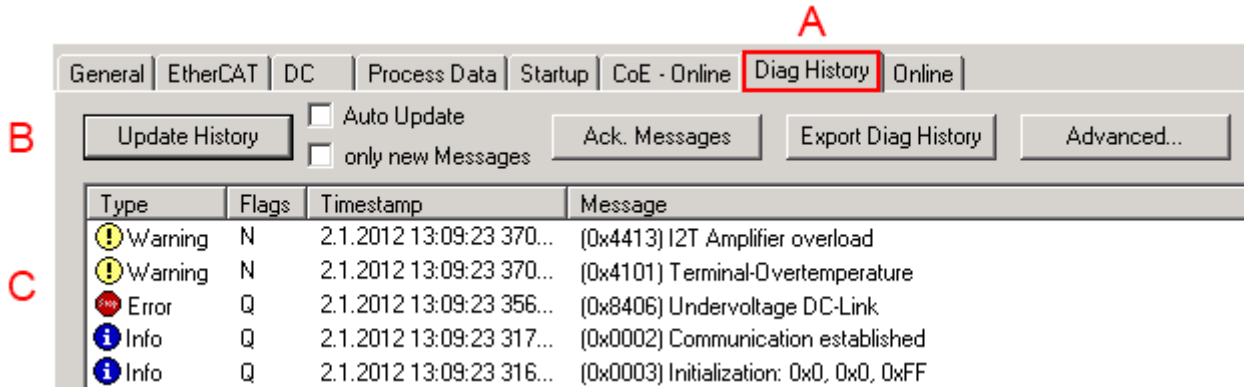 A
General EtherCAT DC Process Data Startup CoE - Online Diag History Online
B
Update History Auto Update only new Messages Ack. Messages Export Diag History Advanced...
Type Flags Timestamp Message
C
Warning N 2.1.2012 13:09:23 370... (0x4413) I2T Amplifier overload
Warning N 2.1.2012 13:09:23 370... (0x4101) Terminal-Overtemperature
Error Q 2.1.2012 13:09:23 356... (0x8406) Undervoltage DC-Link
Info Q 2.1.2012 13:09:23 317... (0x0002) Communication established
Info Q 2.1.2012 13:09:23 316... (0x0003) Initialization: 0x0, 0x0, 0xFF